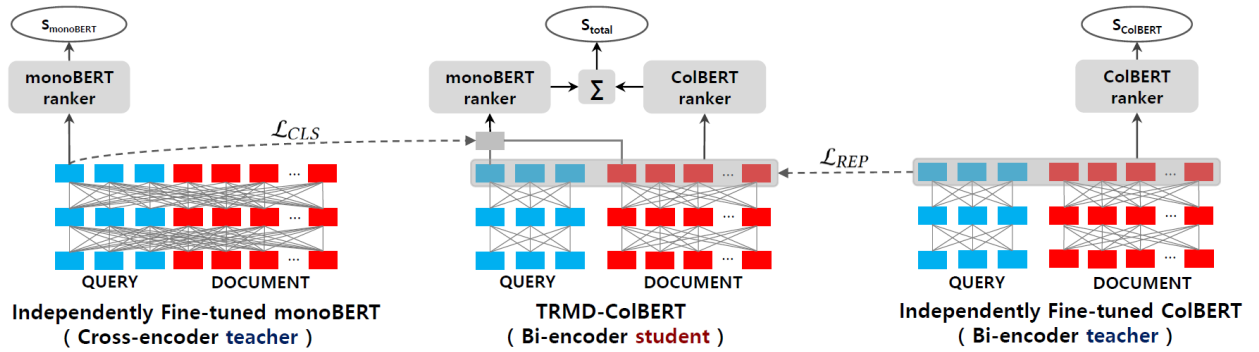 S_monoBERT
monoBERT
ranker
QUERY DOCUMENT
Independently Fine-tuned monoBERT
( Cross-encoder teacher )
ℒ_CLS
S_total
monoBERT
ranker
Σ
ColBERT
ranker
...
...
...
QUERY DOCUMENT
TRMD-ColBERT
( Bi-encoder student )
ℒ_REP
S_ColBERT
ColBERT
ranker
...
...
...
QUERY DOCUMENT
Independently Fine-tuned ColBERT
( Bi-encoder teacher )